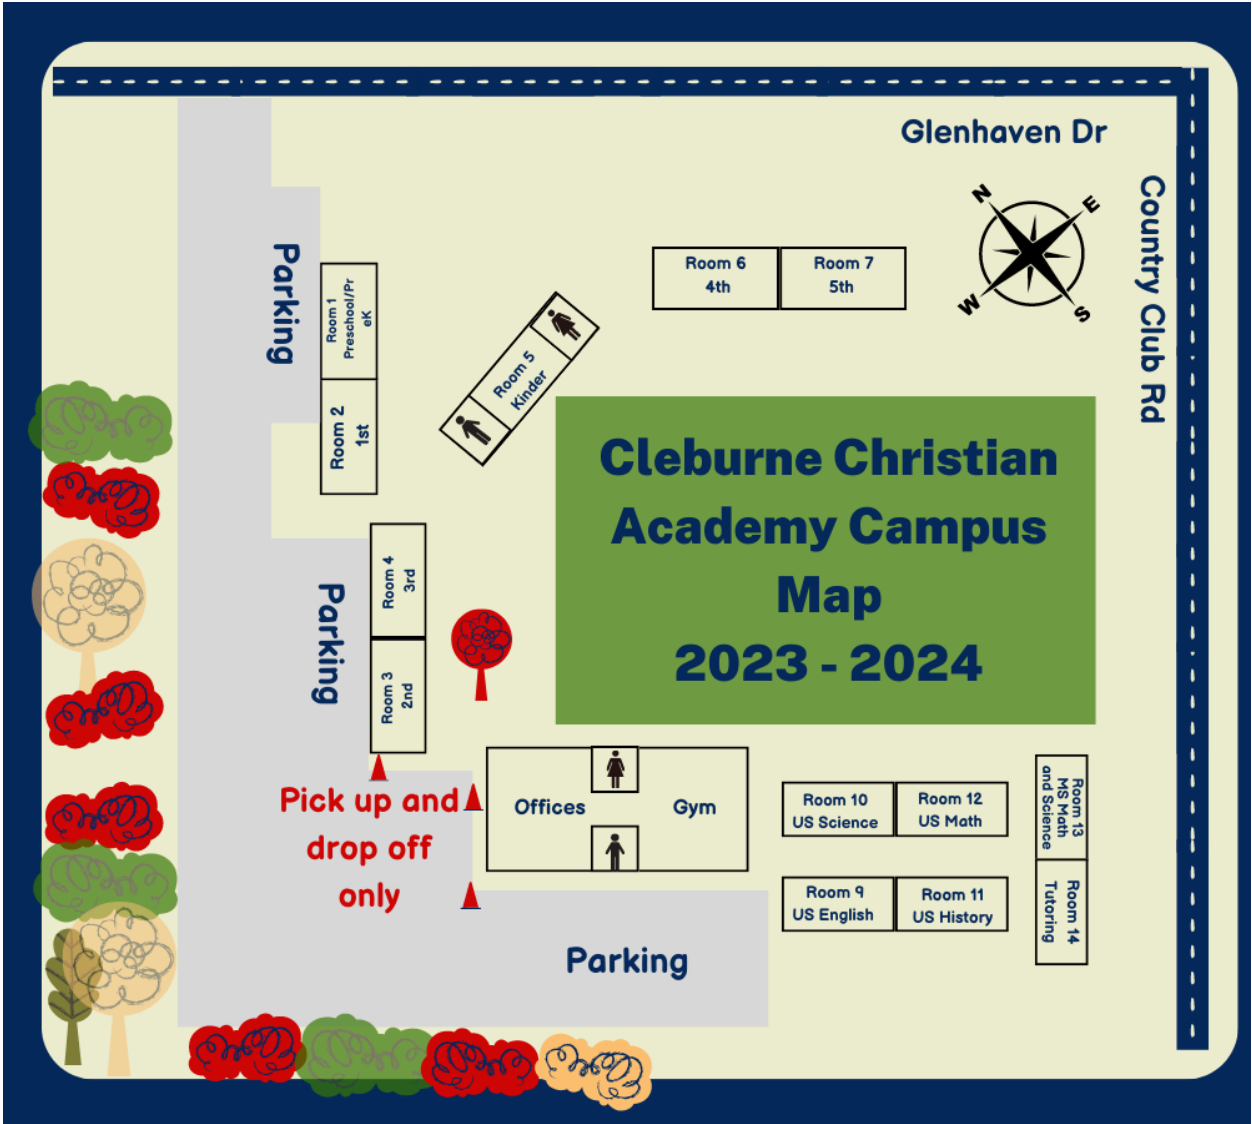 Glenhaven Dr
Country Club Rd
N
E
W
S
Parking
Room 1
Preschool/Pr
eK
Room 2
1st
Room 6
4th
Room 7
5th
Room 5
Kinder
Cleburne Christian
Academy Campus
Map
2023 - 2024
Parking
Room 4
3rd
Room 3
2nd
Pick up and
drop off
only
Offices
Gym
Room 10
US Science
Room 12
US Math
Room 13
MS Math
and Science
Room 9
US English
Room 11
US History
Room 14
Tutoring
Parking